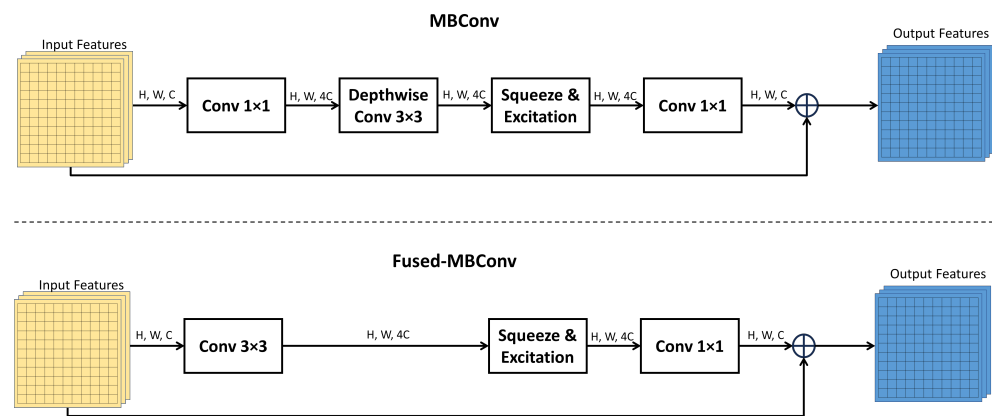 MBConv
Input Features
Output Features
H, W, C
Conv 1×1
H, W, 4C
Depthwise
Conv 3×3
H, W, 4C
Squeeze &
Excitation
H, W, 4C
Conv 1×1
H, W, C
Fused-MBConv
Input Features
Output Features
H, W, C
Conv 3×3
H, W, 4C
Squeeze &
Excitation
H, W, 4C
Conv 1×1
H, W, C